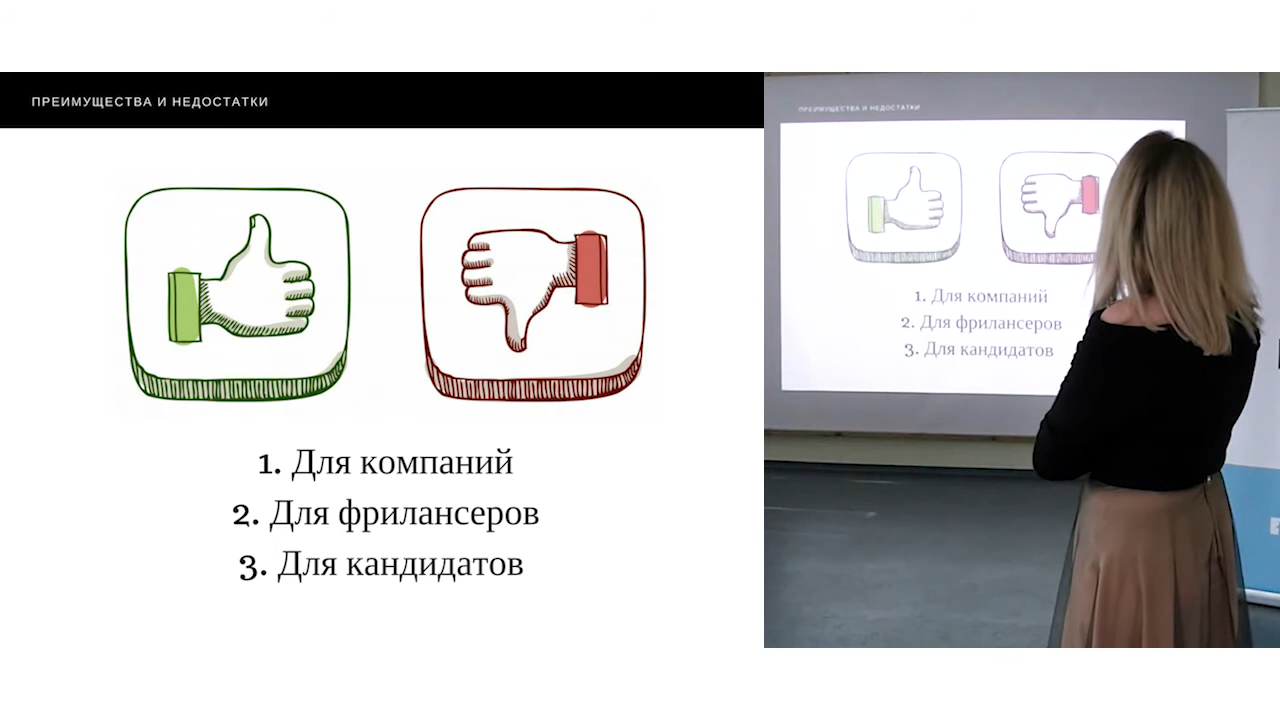 ПРЕИМУЩЕСТВА И НЕДОСТАТКИ
1. Для компаний
2. Для фрилансеров
3. Для кандидатов
ПРЕИМУЩЕСТВА И НЕДОСТАТКИ
1. Для компаний
2. Для фрилансеров
3. Для кандидатов